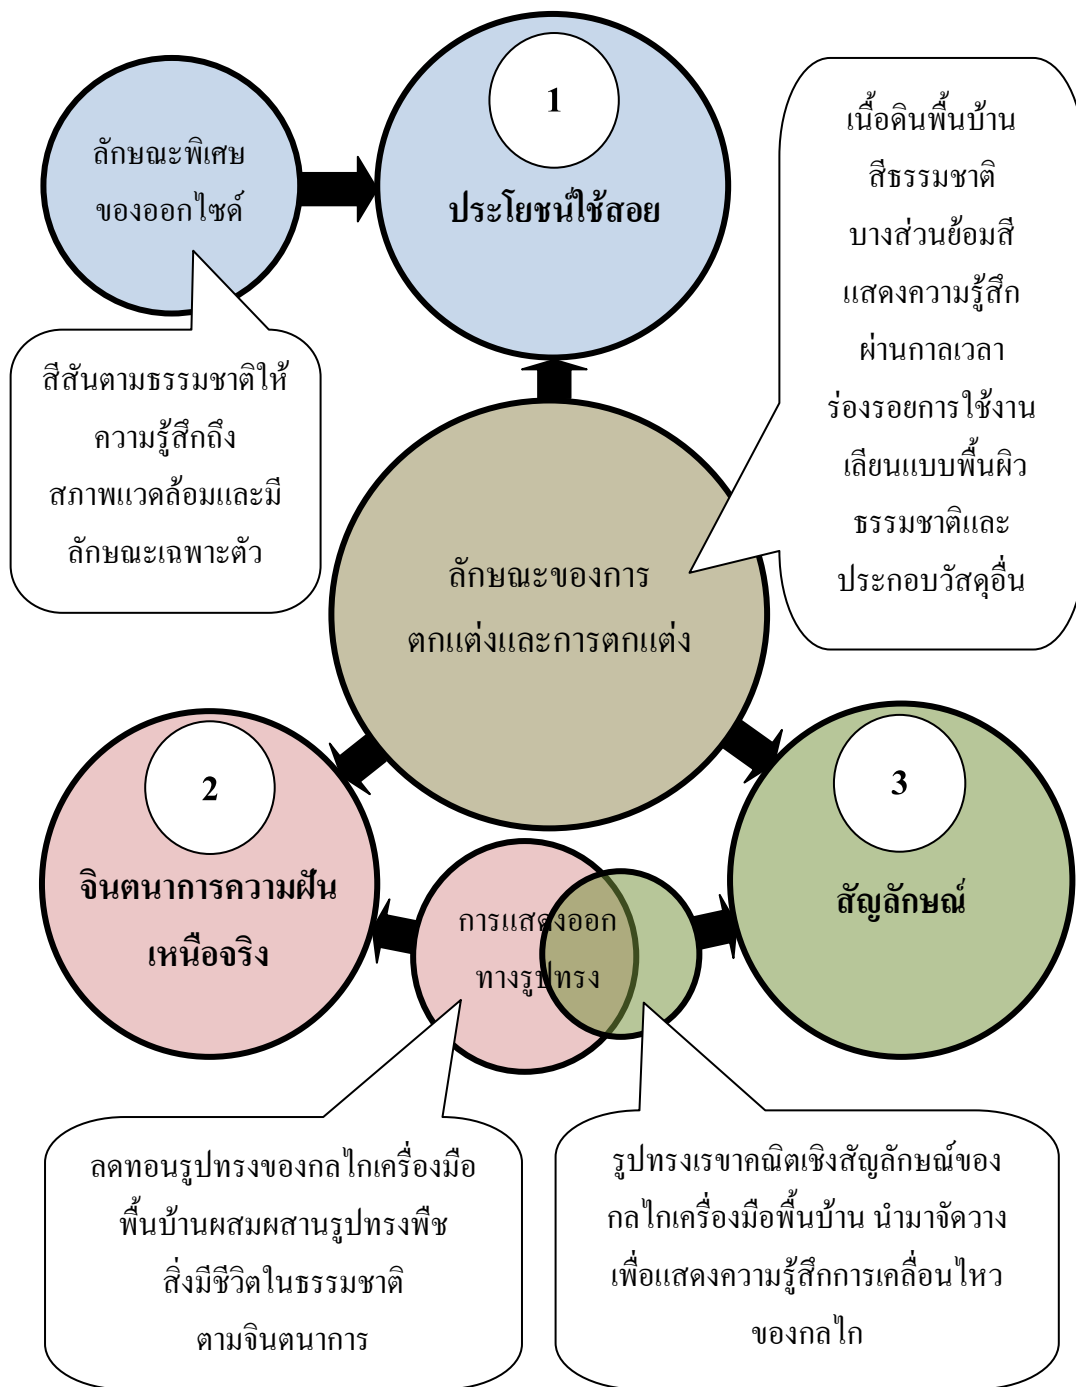 1
ประโยชน์ใช้สอย
ลักษณะพิเศษ
ของออกไซด์
สีสันตามธรรมชาติให้
ความรู้สึกถึง
สภาพแวดล้อมและมี
ลักษณะเฉพาะตัว
เนื้อดินพื้นบ้าน
สีธรรมชาติ
บางส่วนย้อมสี
แสดงความรู้สึก
ผ่านกาลเวลา
ร่องรอยการใช้งาน
เลียนแบบพื้นผิว
ธรรมชาติและ
ประกอบวัสดุอื่น
ลักษณะของการ
ตกแต่งและการตกแต่ง
2
จินตนาการความฝัน
เหนือจริง
การแสดงออก
ทางรูปทรง
3
สัญลักษณ์
ลดทอนรูปทรงของกลไกเครื่องมือ
พื้นบ้านผสมผสานรูปทรงพืช
สิ่งมีชีวิตในธรรมชาติ
ตามจินตนาการ
รูปทรงเรขาคณิตเชิงสัญลักษณ์ของ
กลไกเครื่องมือพื้นบ้าน นำมาจัดวาง
เพื่อแสดงความรู้สึกการเคลื่อนไหว
ของกลไก